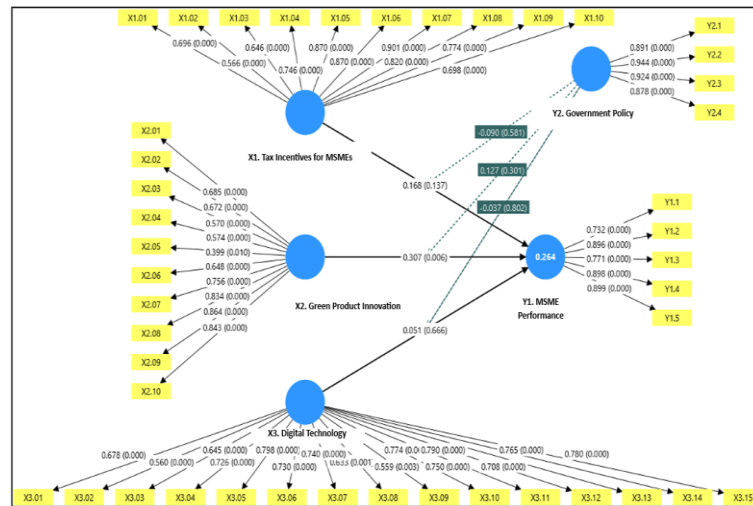 X1.01 X1.02 X1.03 X1.04 X1.05 X1.06 X1.07 X1.08 X1.09 X1.10
0.696 (0.000)
0.566 (0.000)
0.646 (0.000)
0.746 (0.000)
0.870 (0.000)
0.870 (0.000)
0.901 (0.000)
0.820 (0.000)
0.774 (0.000)
0.698 (0.000)
X1. Tax Incentives for MSMEs
Y2.1
Y2.2
Y2.3
Y2.4
0.891 (0.000)
0.944 (0.000)
0.924 (0.000)
0.878 (0.000)
Y2. Government Policy
-0.090 (0.581)
0.127 (0.301)
-0.057 (0.802)
0.168 (0.137)
0.307 (0.006)
0.051 (0.666)
X2.01
X2.02
X2.03
X2.04
X2.05
X2.06
X2.07
X2.08
X2.09
X2.10
0.685 (0.000)
0.672 (0.000)
0.570 (0.000)
0.574 (0.000)
0.399 (0.010)
0.648 (0.000)
0.756 (0.000)
0.834 (0.000)
0.864 (0.000)
0.843 (0.000)
X2. Green Product Innovation
0.264
Y1. MSME
Performance
0.732 (0.000)
0.896 (0.000)
0.771 (0.000)
0.898 (0.000)
0.899 (0.000)
Y1.1
Y1.2
Y1.3
Y1.4
Y1.5
X3. Digital Technology
0.678 (0.000)
0.560 (0.000)
0.645 (0.000)
0.726 (0.000)
0.798 (0.000)
0.730 (0.000)
0.740 (0.000)
0.633 (0.001)
0.559 (0.003)
0.774 (0.000)
0.750 (0.000)
0.790 (0.000)
0.708 (0.000)
0.765 (0.000)
0.780 (0.000)
X3.01 X3.02 X3.03 X3.04 X3.05 X3.06 X3.07 X3.08 X3.09 X3.10 X3.11 X3.12 X3.13 X3.14 X3.15